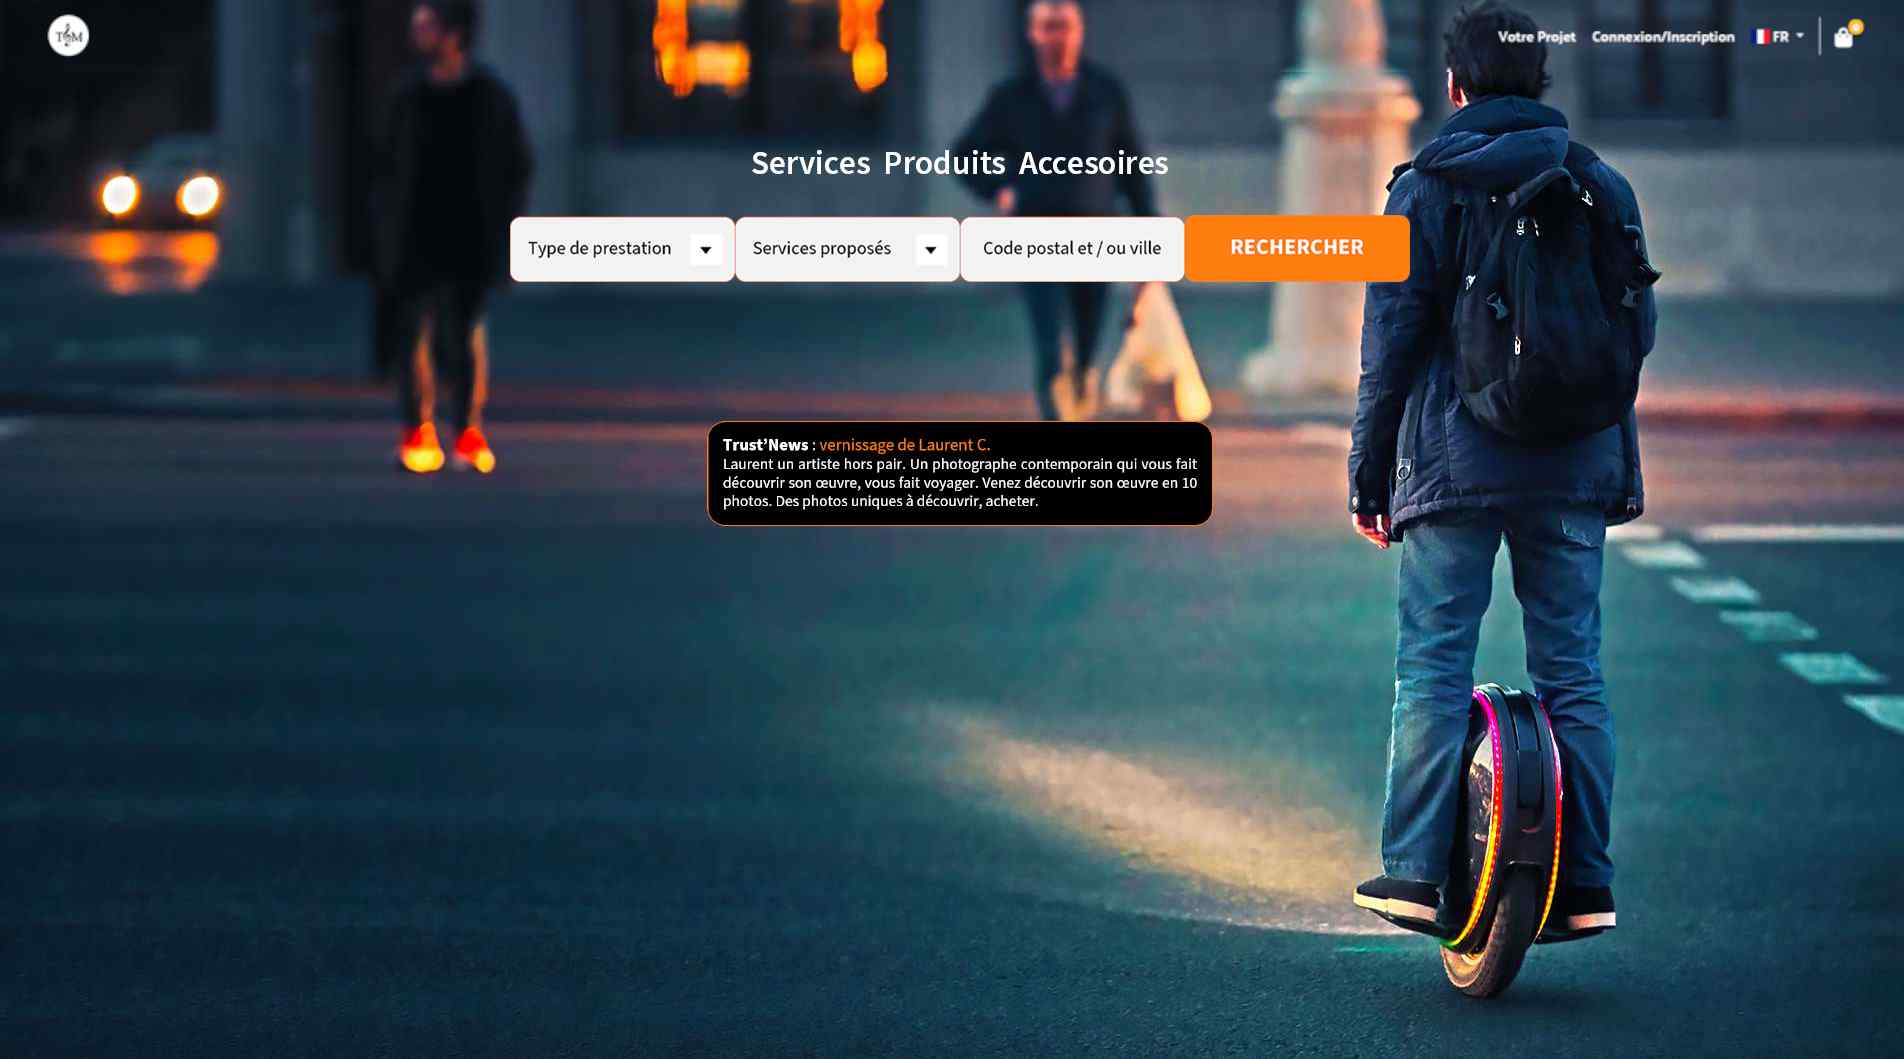 T&M
Votre Projet Connexion/Inscription FR 0
Services Produits Accesoires
Type de prestation Services proposés Code postal et / ou ville RECHERCHER
Trust’News : vernissage de Laurent C.
Laurent un artiste hors pair. Un photographe contemporain qui vous fait
découvrir son œuvre, vous fait voyager. Venez découvrir son œuvre en 10
photos. Des photos uniques à découvrir, acheter.